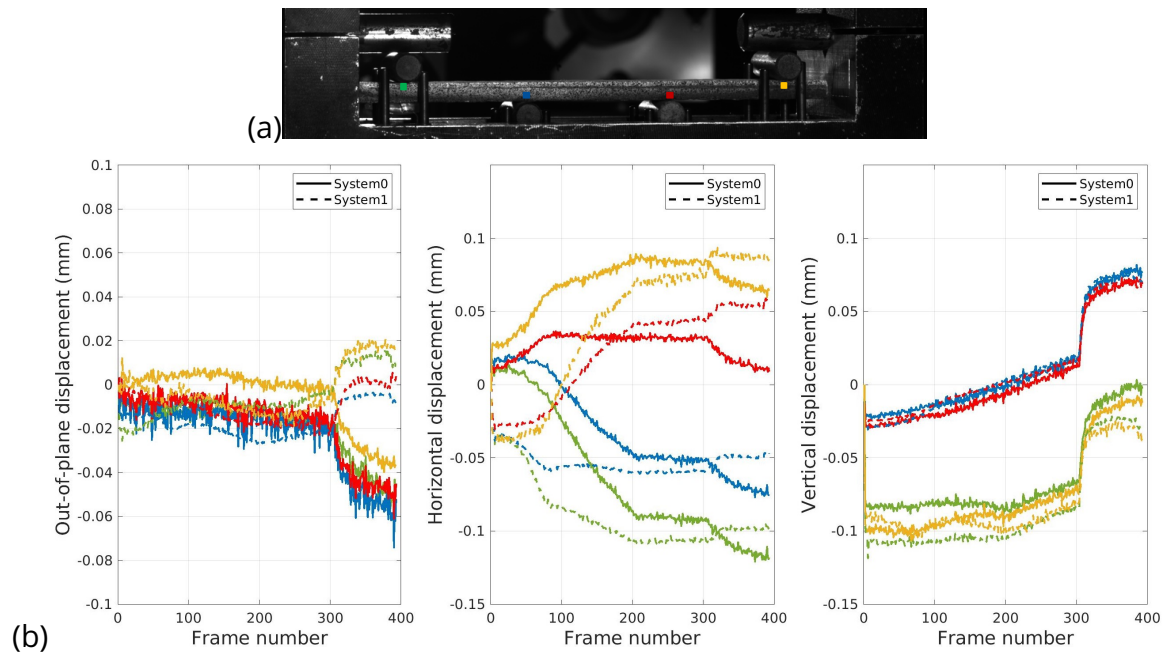 (a)
0.1
0.08
0.06
0.04
0.02
0
-0.02
-0.04
-0.06
-0.08
-0.1
Out-of-plane displacement (mm)
System0
System1
0 100 200 300 400
Frame number
0.1
0.05
0
-0.05
-0.1
-0.15
Horizontal displacement (mm)
System0
System1
0 100 200 300 400
Frame number
0.1
0.05
0
-0.05
-0.1
-0.15
Vertical displacement (mm)
System0
System1
0 100 200 300 400
Frame number
(b)